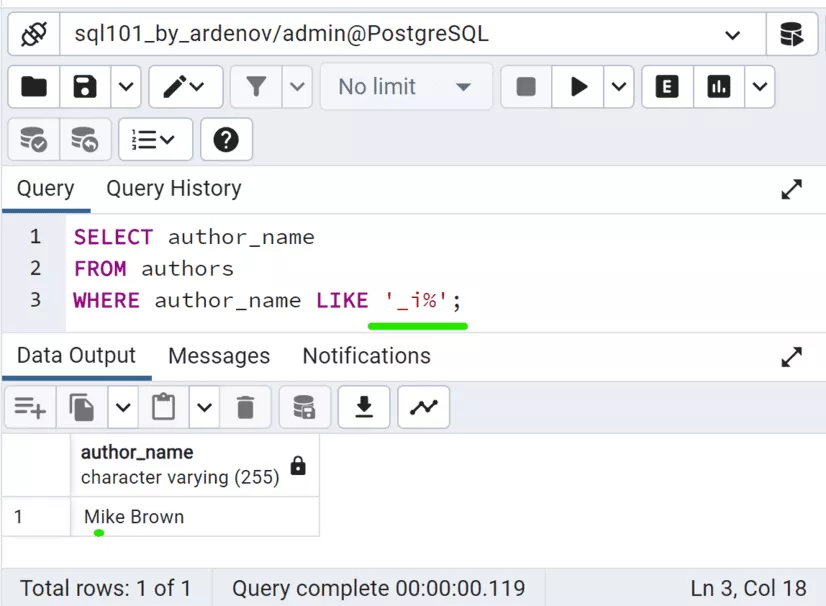 sql101_by_ardenov/admin@PostgreSQL
No limit
E
?
Query Query History
1 SELECT author_name
2 FROM authors
3 WHERE author_name LIKE '_i%';
Data Output Messages Notifications
author_name
character varying (255)
1 Mike Brown
Total rows: 1 of 1 Query complete 00:00:00.119 Ln 3, Col 18